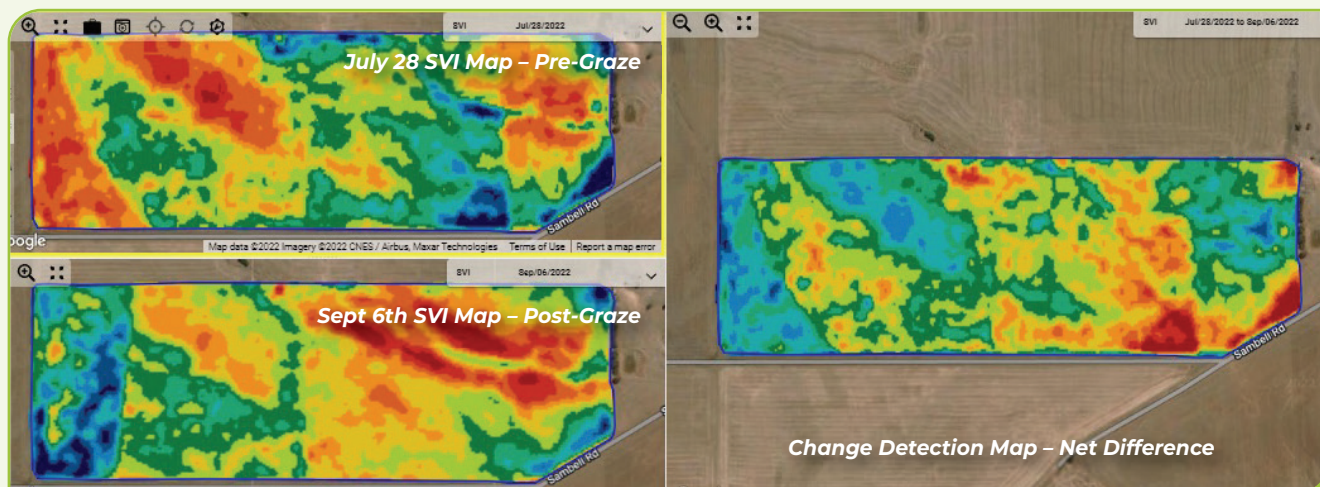 SVI Jul/28/2022
July 28 SVI Map – Pre-Graze
Sambell Rd
oogle
Map data ©2022 Imagery ©2022 CNES / Airbus, Maxar Technologies Terms of Use Report a map error
SVI Sep/06/2022
Sept 6th SVI Map – Post-Graze
Sambell Rd
SVI Jul/28/2022 to Sep/06/2022
Sambell Rd
Change Detection Map – Net Difference